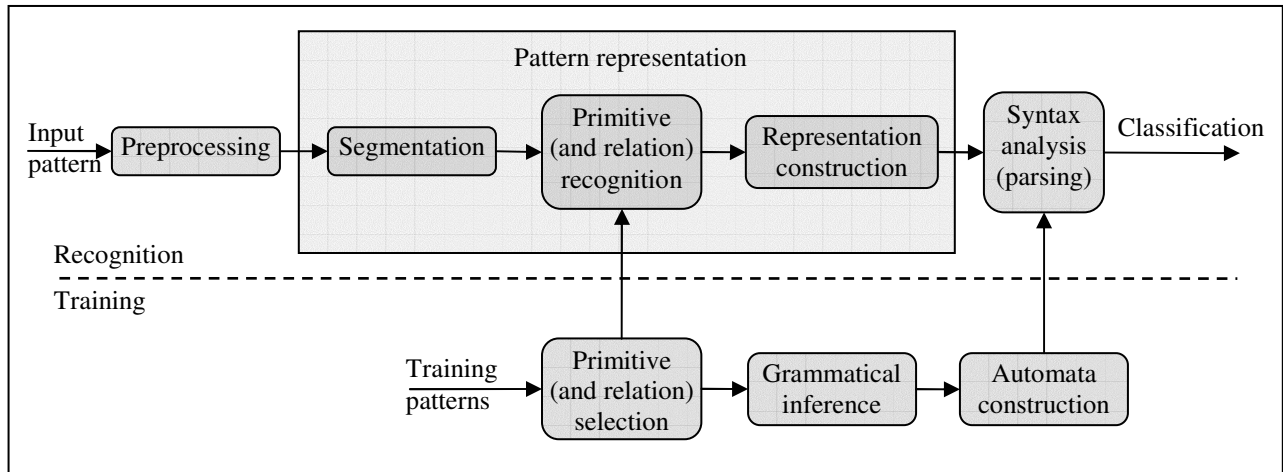 Pattern representation
Input
pattern
Preprocessing
Segmentation
Primitive
(and relation)
recognition
Representation
construction
Syntax
analysis
(parsing)
Classification
Recognition
Training
Training
patterns
Primitive
(and relation)
selection
Grammatical
inference
Automata
construction